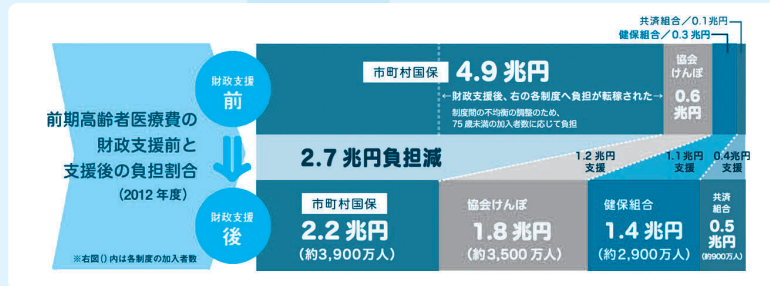 共済組合／0.1兆円
健保組合／0.3兆円
前期高齢者医療費の
財政支援前と
支援後の負担割合
（2012年度）
※右図（）内は各制度の加入者数
財政支援
前
財政支援
後
市町村国保 4.9兆円
←財政支援後、右の各制度へ負担が転稼された→
制度間の不均衡の調整のため、
75歳未満の加入者数に応じて負担
協会
けんぽ
0.6
兆円
2.7兆円負担減
1.2兆円
支援
1.1兆円
支援
0.4兆円
支援
市町村国保
2.2兆円
（約3,900万人）
協会けんぽ
1.8兆円
（約3,500万人）
健保組合
1.4兆円
（約2,900万人）
共済
組合
0.5
兆円
（約900万人）